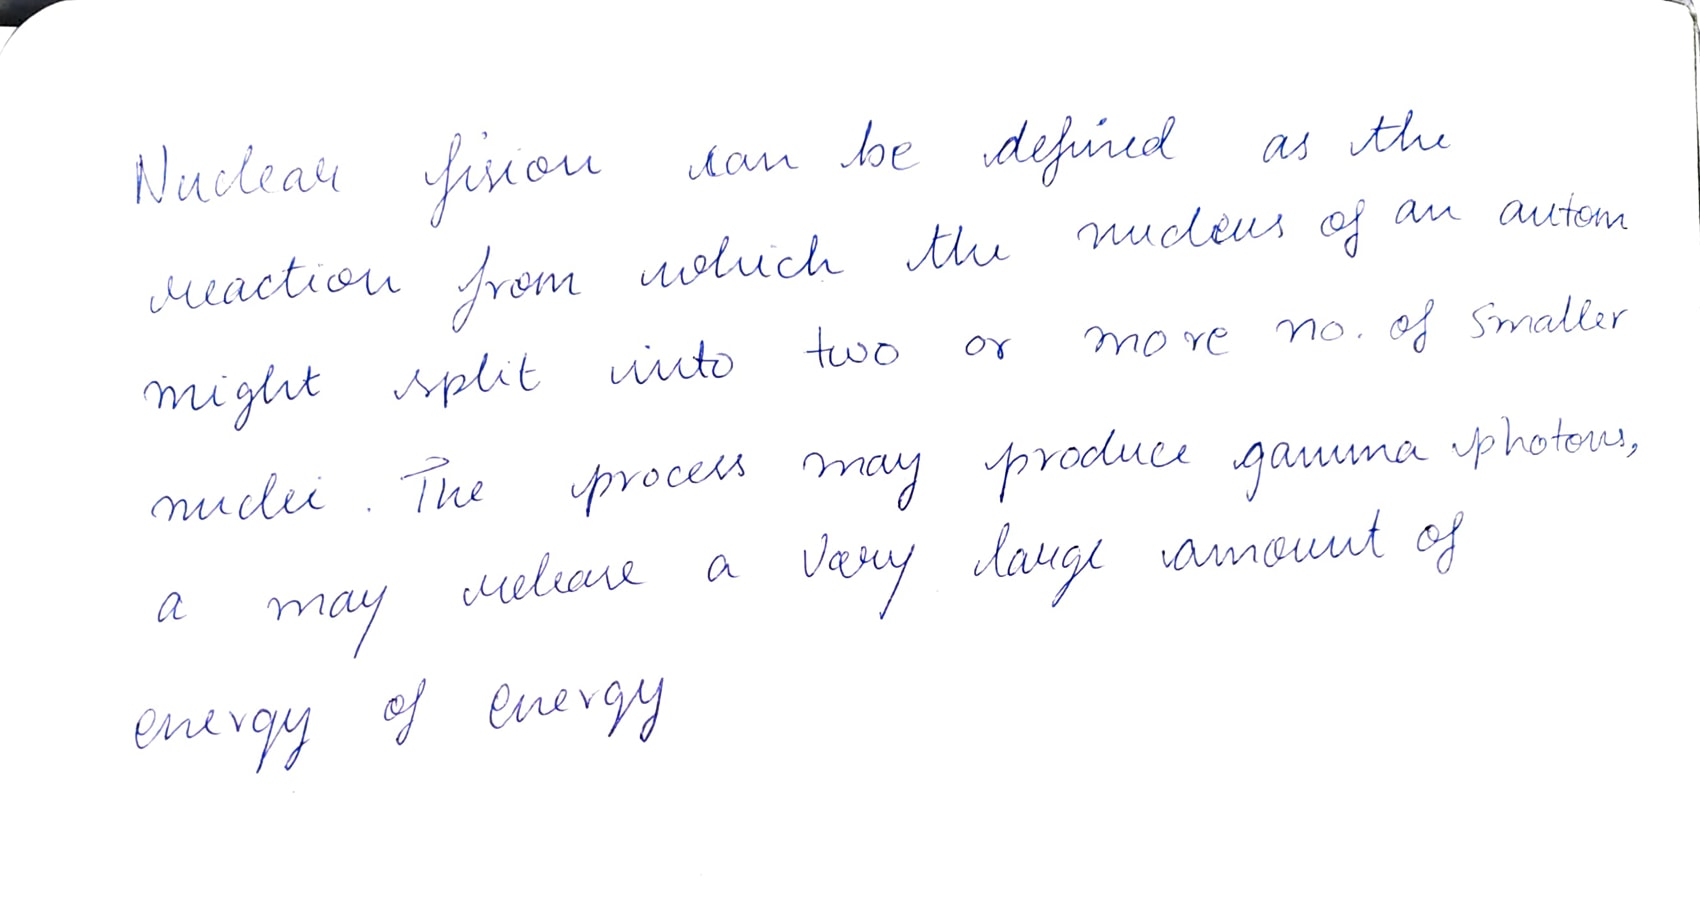 Nuclear fision can be defined as the
reaction from which the nucleus of an autom
might split into two or more no. of smaller
nuclei. The process may produce gamma photons,
a may release a very large amount of
energy of energy